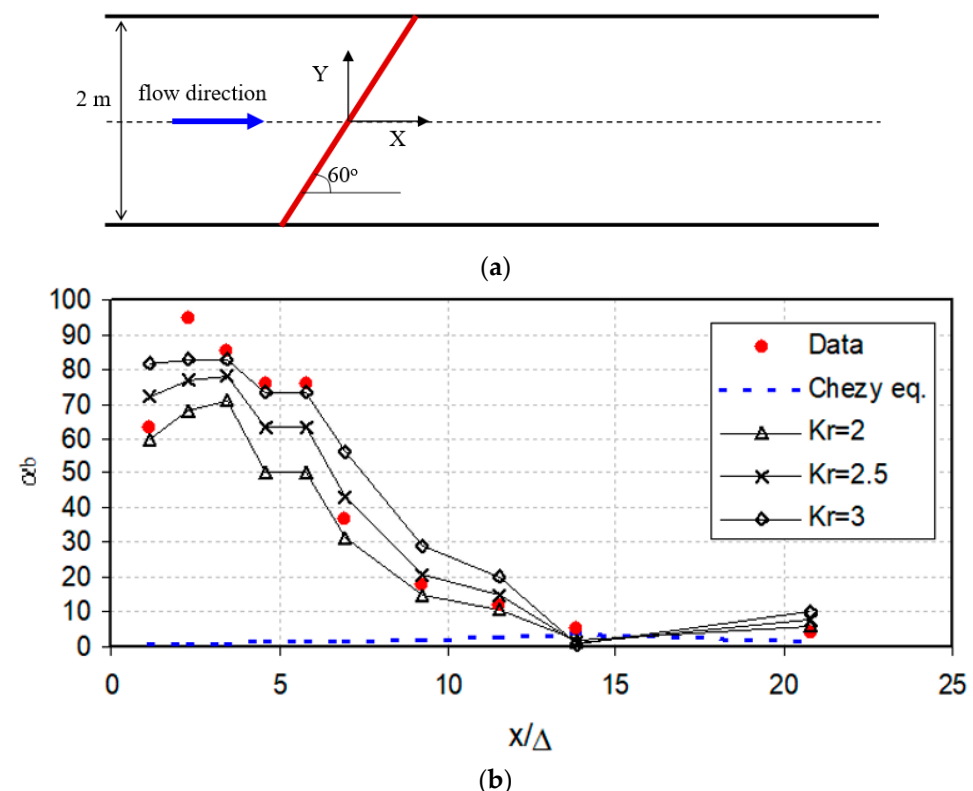 2 m
flow direction
Y
X
60°
(a)
100
90
80
70
60
50
40
30
20
10
0
αb
0 5 10 15 20 25
x/Δ
Data
Chezy eq.
Kr=2
Kr=2.5
Kr=3
(b)